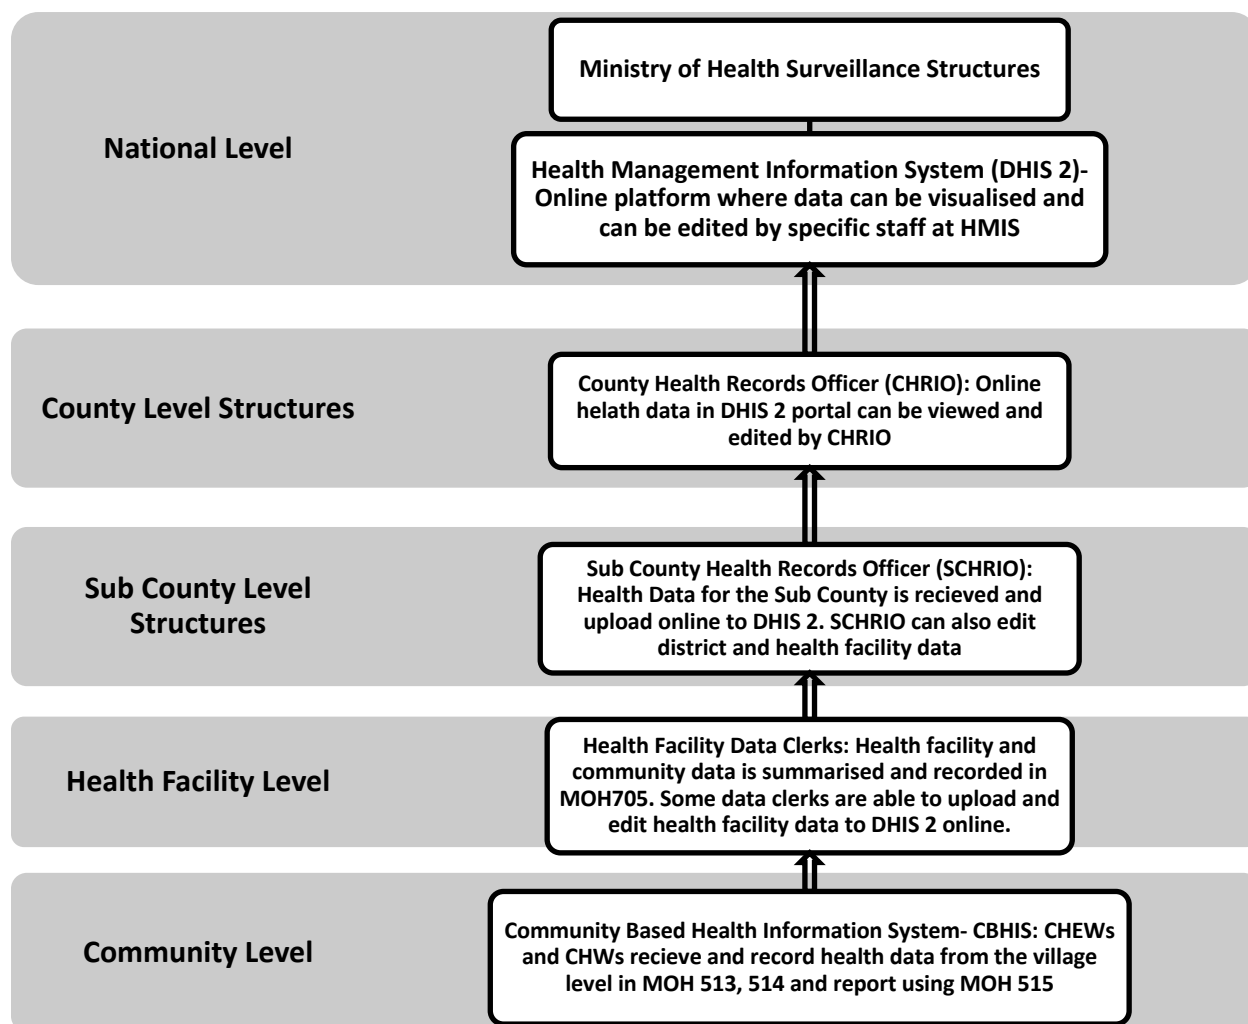 Ministry of Health Surveillance Structures
National Level
Health Management Information System (DHIS 2)-
Online platform where data can be visualised and
can be edited by specific staff at HMIS
County Level Structures
County Health Records Officer (CHRIO): Online
helath data in DHIS 2 portal can be viewed and
edited by CHRIO
Sub County Level
Structures
Sub County Health Records Officer (SCHRIO):
Health Data for the Sub County is recieved and
upload online to DHIS 2. SCHRIO can also edit
district and health facility data
Health Facility Level
Health Facility Data Clerks: Health facility and
community data is summarised and recorded in
MOH705. Some data clerks are able to upload and
edit health facility data to DHIS 2 online.
Community Level
Community Based Health Information System- CBHIS: CHEWs
and CHWs recieve and record health data from the village
level in MOH 513, 514 and report using MOH 515